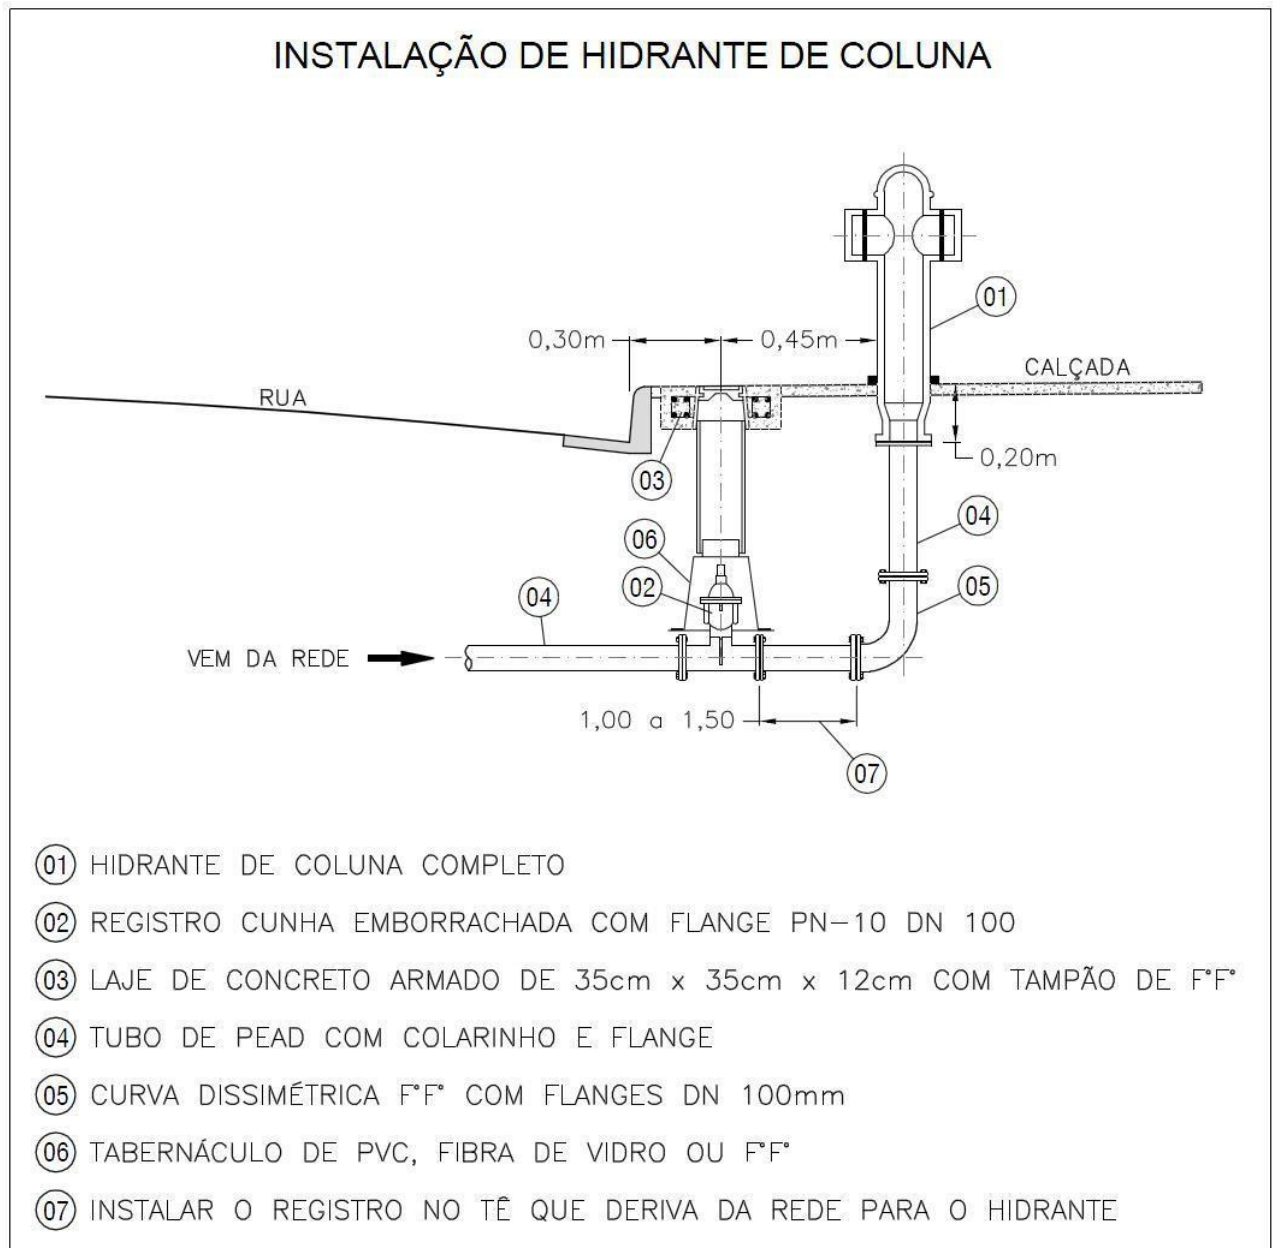 INSTALAÇÃO DE HIDRANTE DE COLUNA
01
0,30m
0,45m
CALÇADA
RUA
0,20m
03
04
06
02
04
05
VEM DA REDE
1,00 a 1,50
07
01 HIDRANTE DE COLUNA COMPLETO
02 REGISTRO CUNHA EMBORRACHADA COM FLANGE PN-10 DN 100
03 LAJE DE CONCRETO ARMADO DE 35cm x 35cm x 12cm COM TAMPÃO DE F°F°
04 TUBO DE PEAD COM COLARINHO E FLANGE
05 CURVA DISSIMÉTRICA F°F° COM FLANGES DN 100mm
06 TABERNÁCULO DE PVC, FIBRA DE VIDRO OU F°F°
07 INSTALAR O REGISTRO NO TÊ QUE DERIVA DA REDE PARA O HIDRANTE